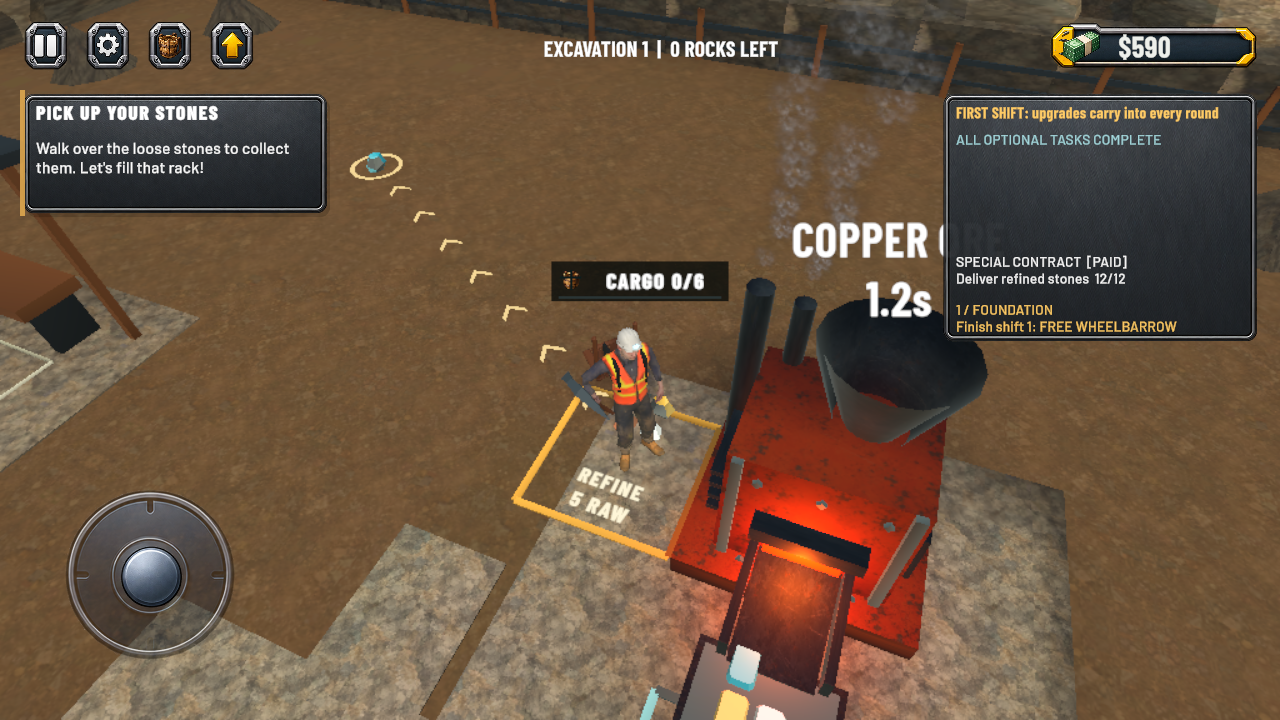 EXCAVATION 1 | 0 ROCKS LEFT
$590
PICK UP YOUR STONES
Walk over the loose stones to collect
them. Let's fill that rack!
FIRST SHIFT: upgrades carry into every round
ALL OPTIONAL TASKS COMPLETE
SPECIAL CONTRACT [PAID]
Deliver refined stones 12/12
1 / FOUNDATION
Finish shift 1: FREE WHEELBARROW
COPPER ORE
1.2s
CARGO 0/6
REFINE
5 RAW